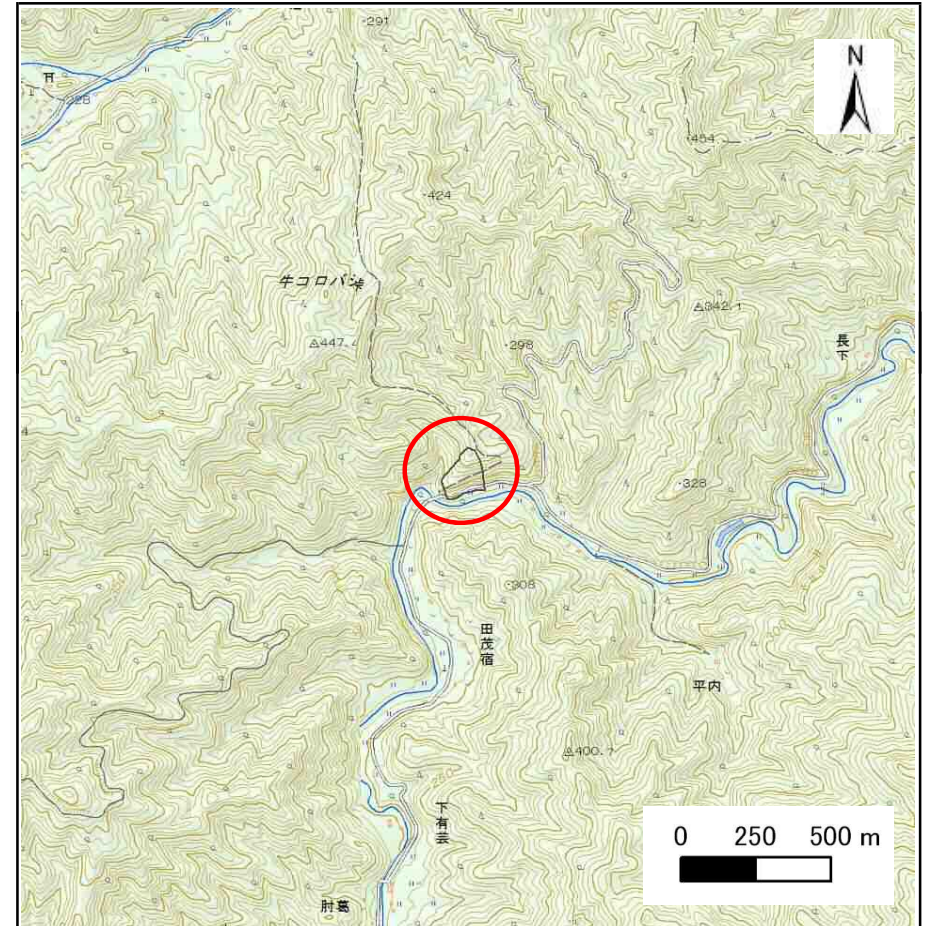 ・291
N
228
・454
・424
牛コロバシ峠
△342.1
長下
△447.4
・298
・328
・308
田茂宿
平内
△400.7
250
下有芸
0 250 500 m
肘葛